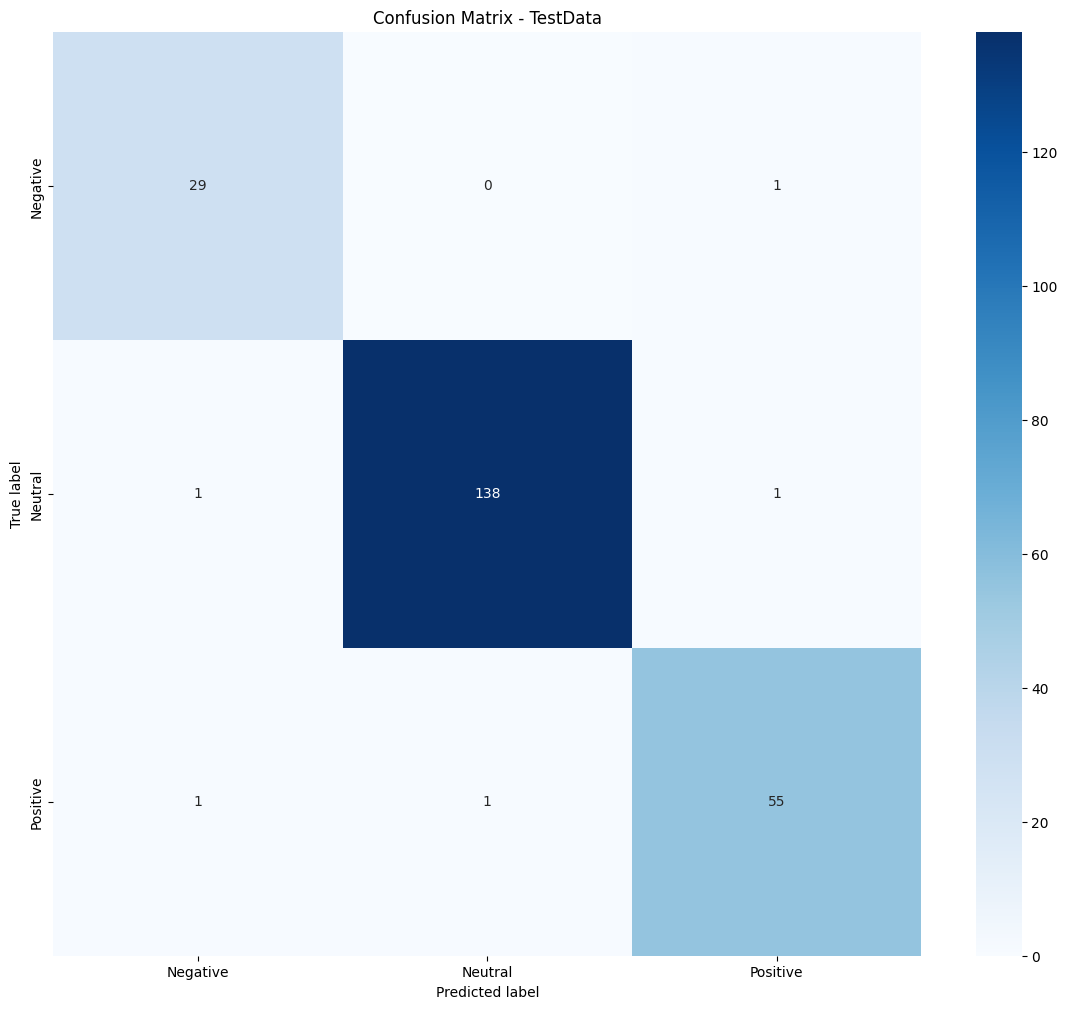 Confusion Matrix - TestData
True label
Negative
29 0 1
Neutral
1 138 1
Positive
1 1 55
Negative Neutral Positive
Predicted label
120
100
80
60
40
20
0